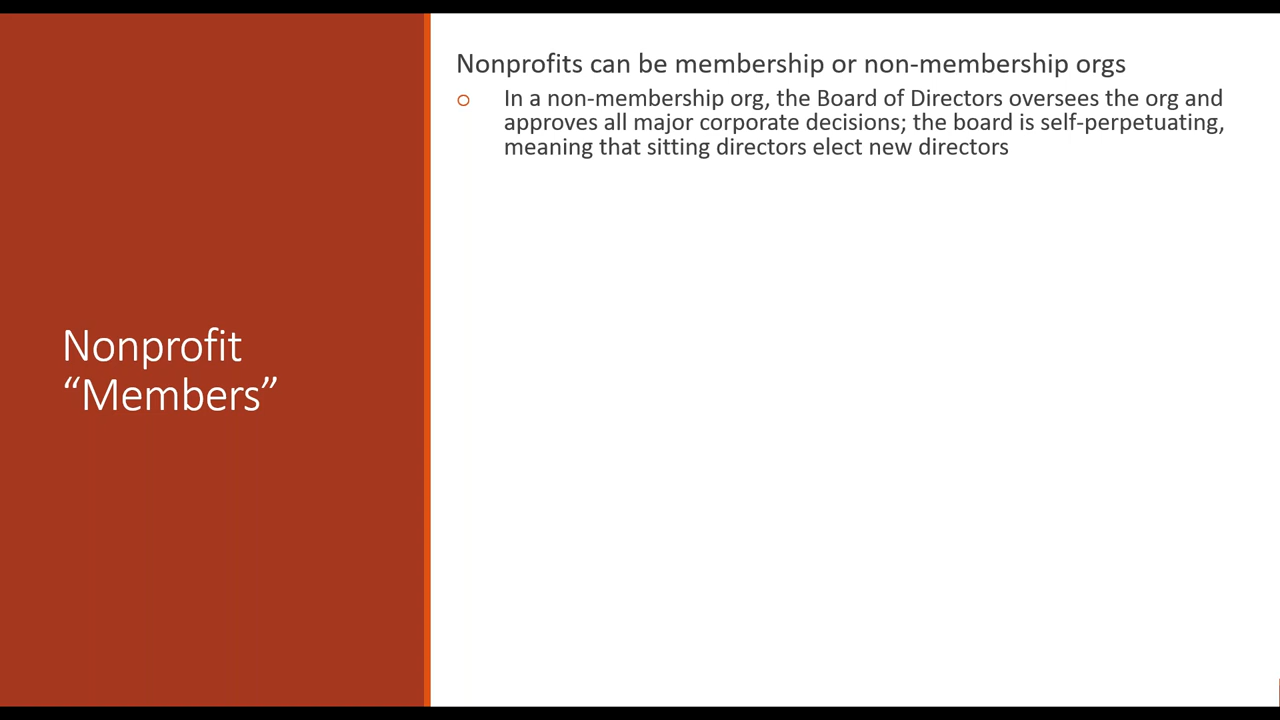 Nonprofit
“Members”
Nonprofits can be membership or non-membership orgs
o In a non-membership org, the Board of Directors oversees the org and
approves all major corporate decisions; the board is self-perpetuating,
meaning that sitting directors elect new directors